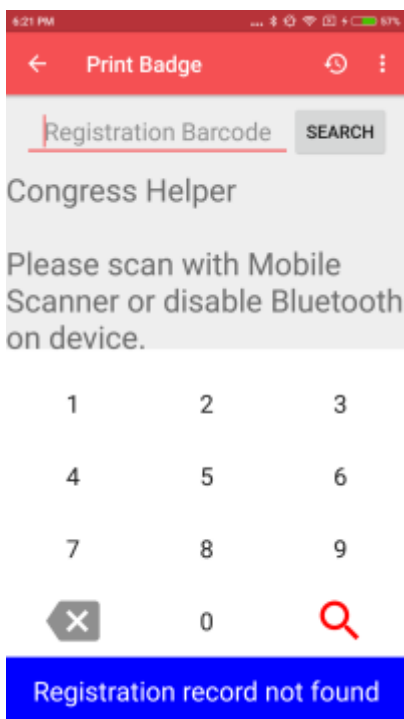 6:21 PM ... 57%
Print Badge
Registration Barcode SEARCH
Congress Helper
Please scan with Mobile
Scanner or disable Bluetooth
on device.
1 2 3
4 5 6
7 8 9
0
Registration record not found